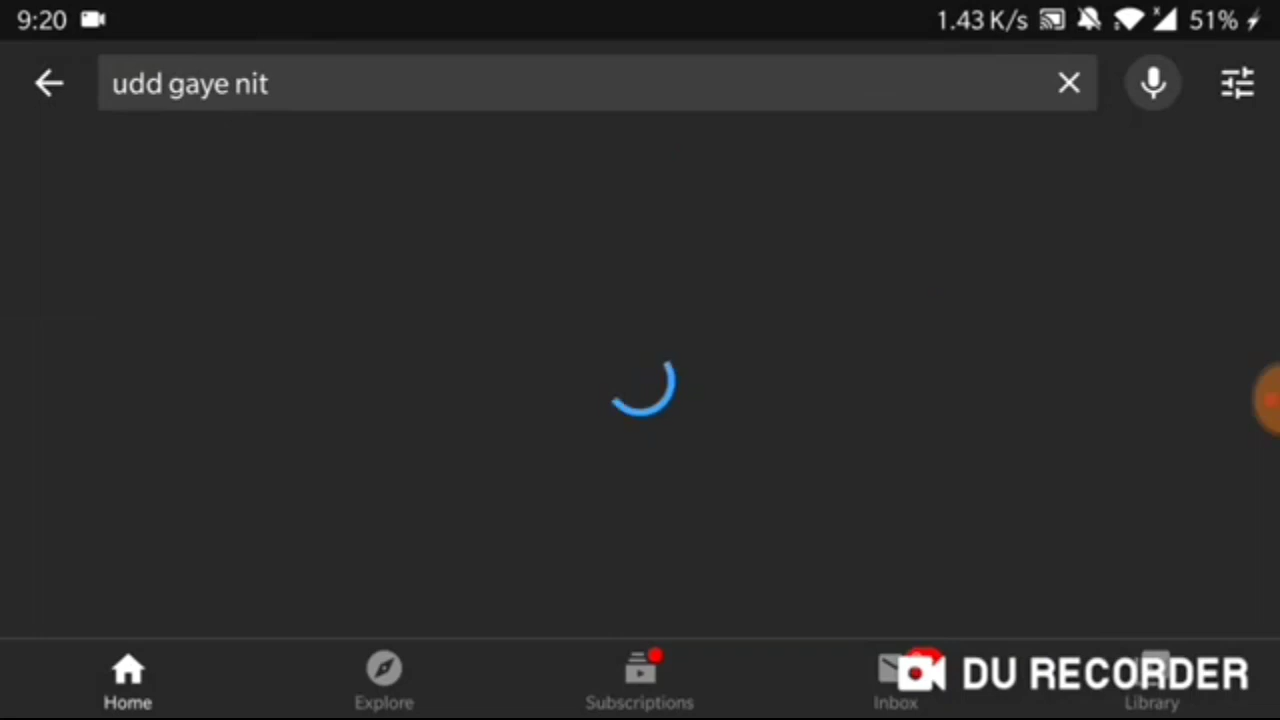 9:20 1.43 K/s 51%
udd gaye nit
Home Explore Subscriptions Inbox Library
DU RECORDER